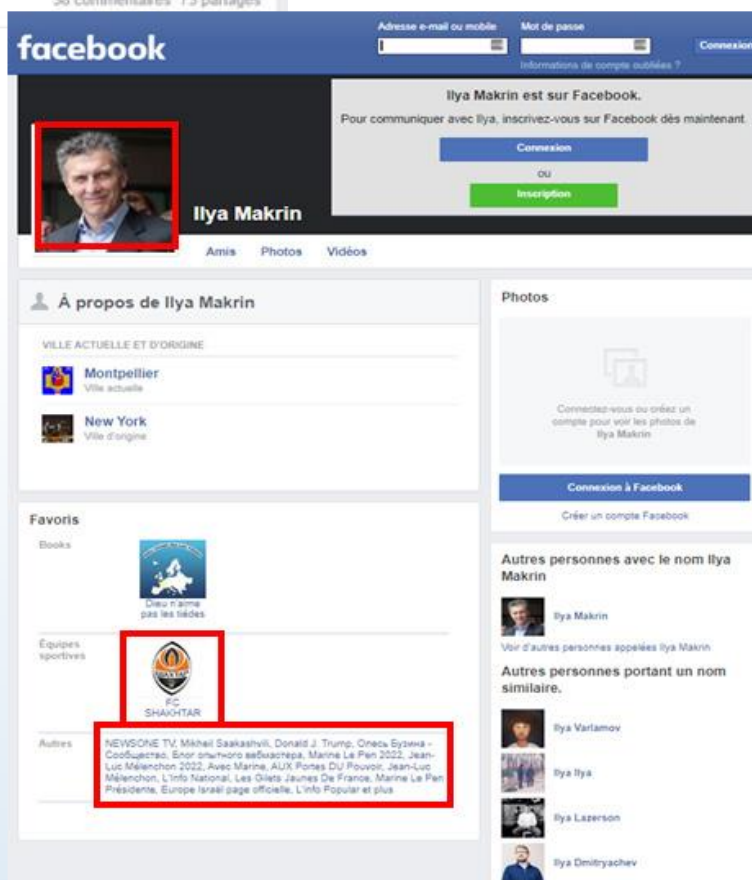 50 commentaires 75 partages
facebook
Adresse e-mail ou mobile
Mot de passe
Connexion
Informations de compte oubliées ?
Ilya Makrin est sur Facebook.
Pour communiquer avec Ilya, inscrivez-vous sur Facebook dès maintenant.
Connexion
ou
Inscription
Ilya Makrin
Amis Photos Vidéos
À propos de Ilya Makrin
VILLE ACTUELLE ET D'ORIGINE
Montpellier
Ville actuelle
New York
Ville d'origine
Favoris
Books
Dieu n'aime
pas les tièdes
Équipes
sportives
FC
SHAKHTAR
Autres
NEWSONE TV, Mikheil Saakashvili, Donald J. Trump, Олесь Бузина -
Сообщество, Блог опытного вебмастера, Marine Le Pen 2022, Jean-
Luc Mélenchon 2022, Avec Marine, AUX Portes DU Pouvoir, Jean-Luc
Mélenchon, L'Info National, Les Gilets Jaunes De France, Marine Le Pen
Présidente, Europe Israël page officielle, L'info Popular et plus
Photos
Connectez-vous ou créez un
compte pour voir les photos de
Ilya Makrin
Connexion à Facebook
Créer un compte Facebook
Autres personnes avec le nom Ilya
Makrin
Ilya Makrin
Voir d'autres personnes appelées Ilya Makrin
Autres personnes portant un nom
similaire.
Ilya Varlamov
Ilya Ilya
Ilya Lazerson
Ilya Dmitryachev